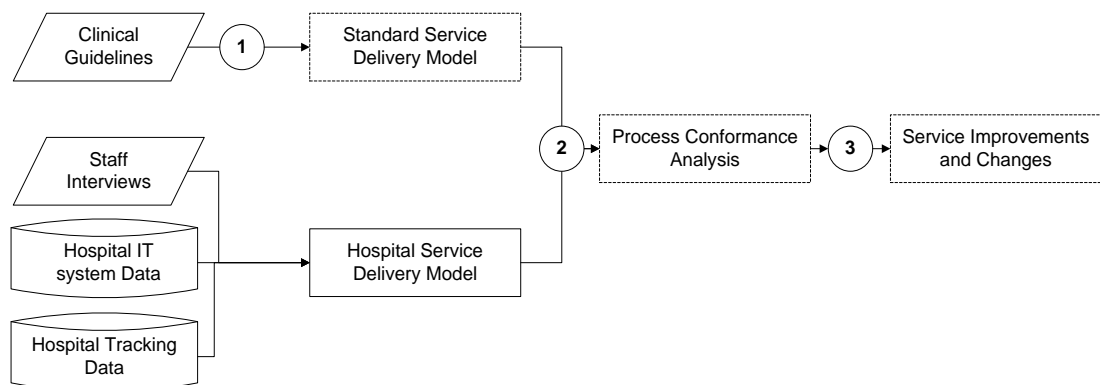 Clinical
Guidelines
1
Standard Service
Delivery Model
Staff
Interviews
2
Process Conformance
Analysis
3
Service Improvements
and Changes
Hospital IT
system Data
Hospital Service
Delivery Model
Hospital Tracking
Data